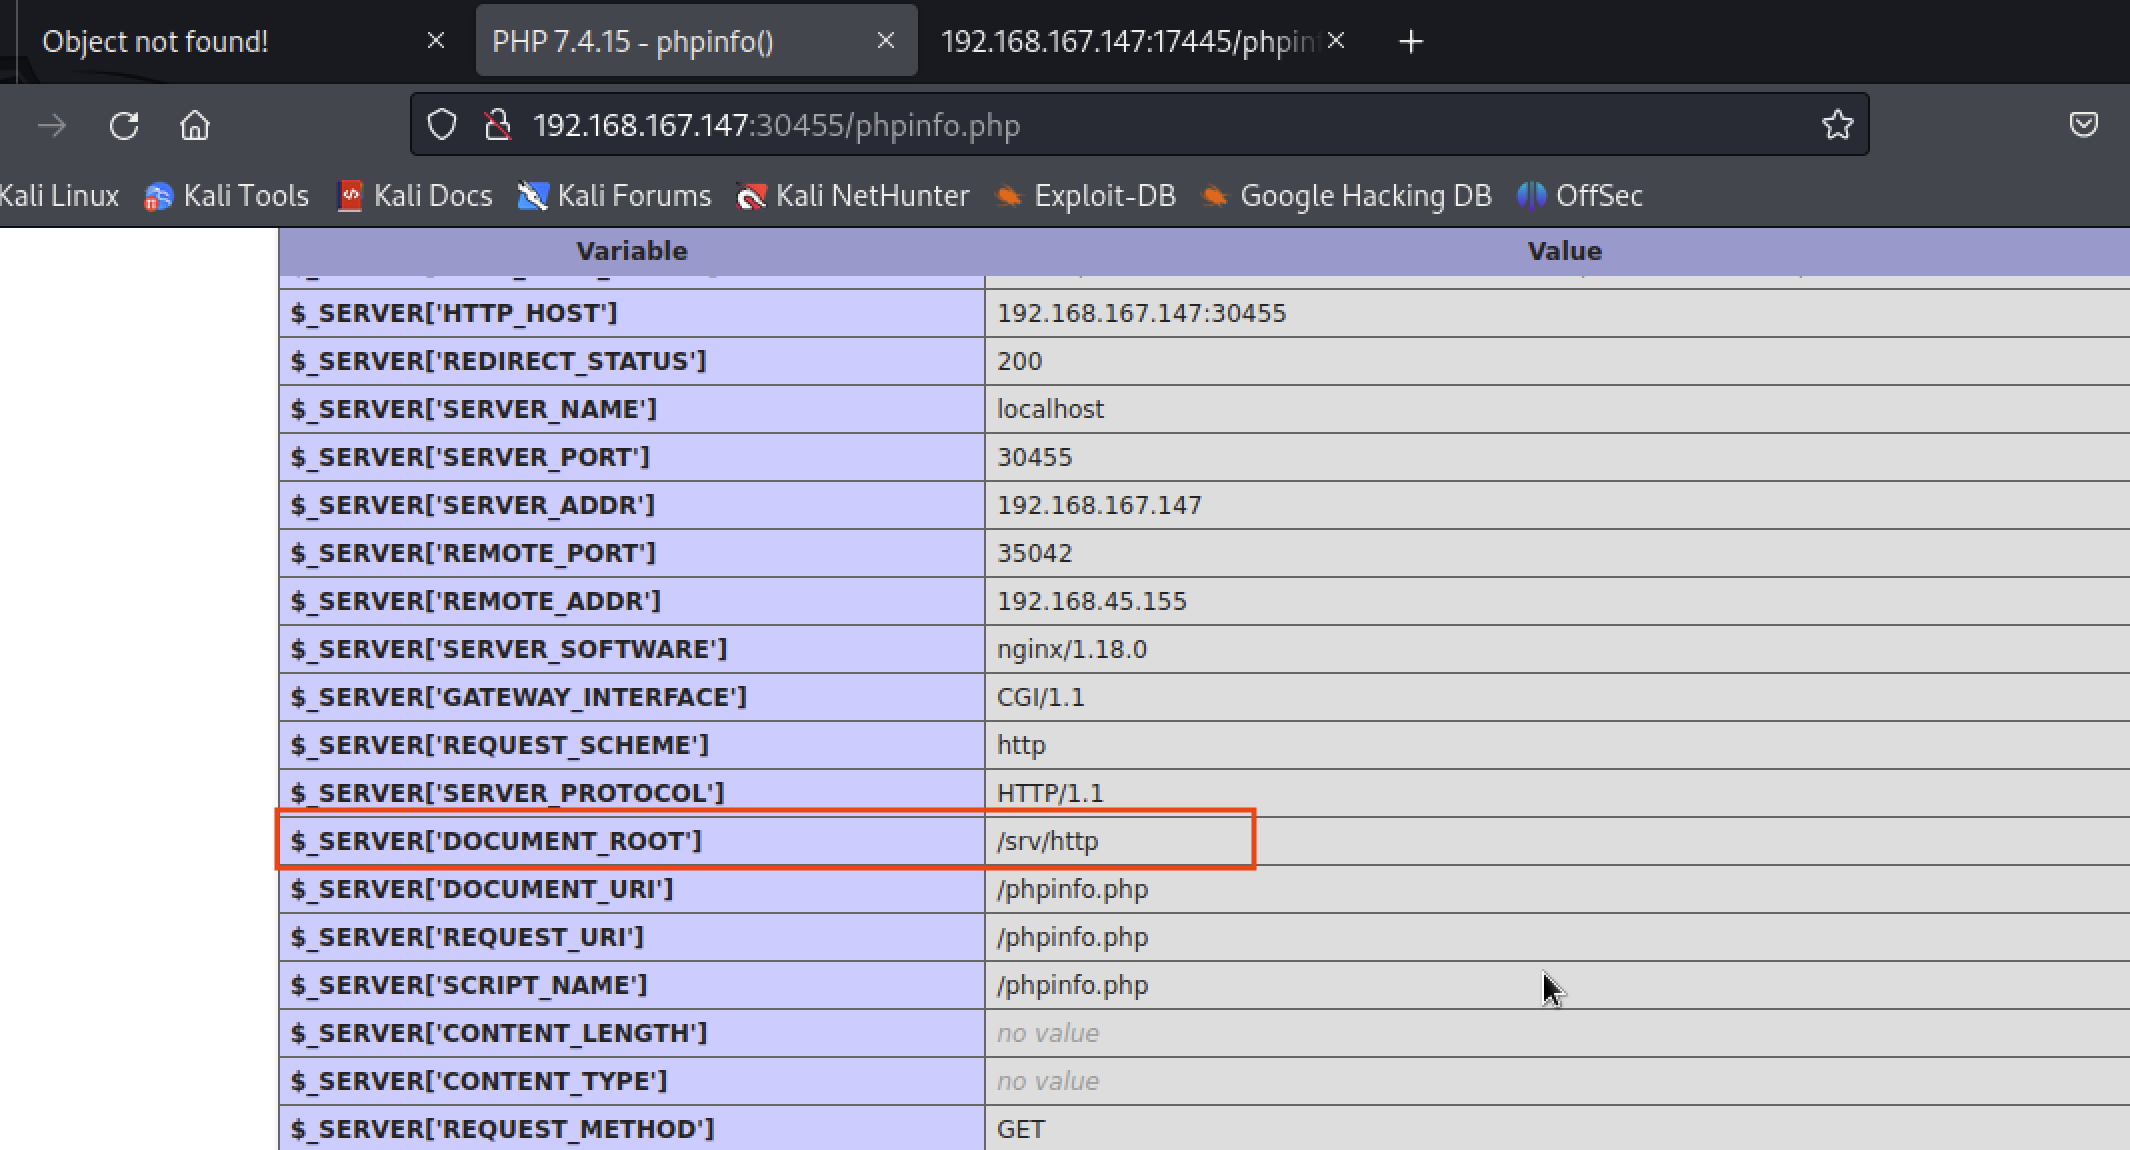 Object not found! PHP 7.4.15 - phpinfo() 192.168.167.147:17445/phpin
192.168.167.147:30455/phpinfo.php
Kali Linux Kali Tools Kali Docs Kali Forums Kali NetHunter Exploit-DB Google Hacking DB OffSec
Variable Value
$_SERVER['HTTP_HOST'] 192.168.167.147:30455
$_SERVER['REDIRECT_STATUS'] 200
$_SERVER['SERVER_NAME'] localhost
$_SERVER['SERVER_PORT'] 30455
$_SERVER['SERVER_ADDR'] 192.168.167.147
$_SERVER['REMOTE_PORT'] 35042
$_SERVER['REMOTE_ADDR'] 192.168.45.155
$_SERVER['SERVER_SOFTWARE'] nginx/1.18.0
$_SERVER['GATEWAY_INTERFACE'] CGI/1.1
$_SERVER['REQUEST_SCHEME'] http
$_SERVER['SERVER_PROTOCOL'] HTTP/1.1
$_SERVER['DOCUMENT_ROOT'] /srv/http
$_SERVER['DOCUMENT_URI'] /phpinfo.php
$_SERVER['REQUEST_URI'] /phpinfo.php
$_SERVER['SCRIPT_NAME'] /phpinfo.php
$_SERVER['CONTENT_LENGTH'] no value
$_SERVER['CONTENT_TYPE'] no value
$_SERVER['REQUEST_METHOD'] GET